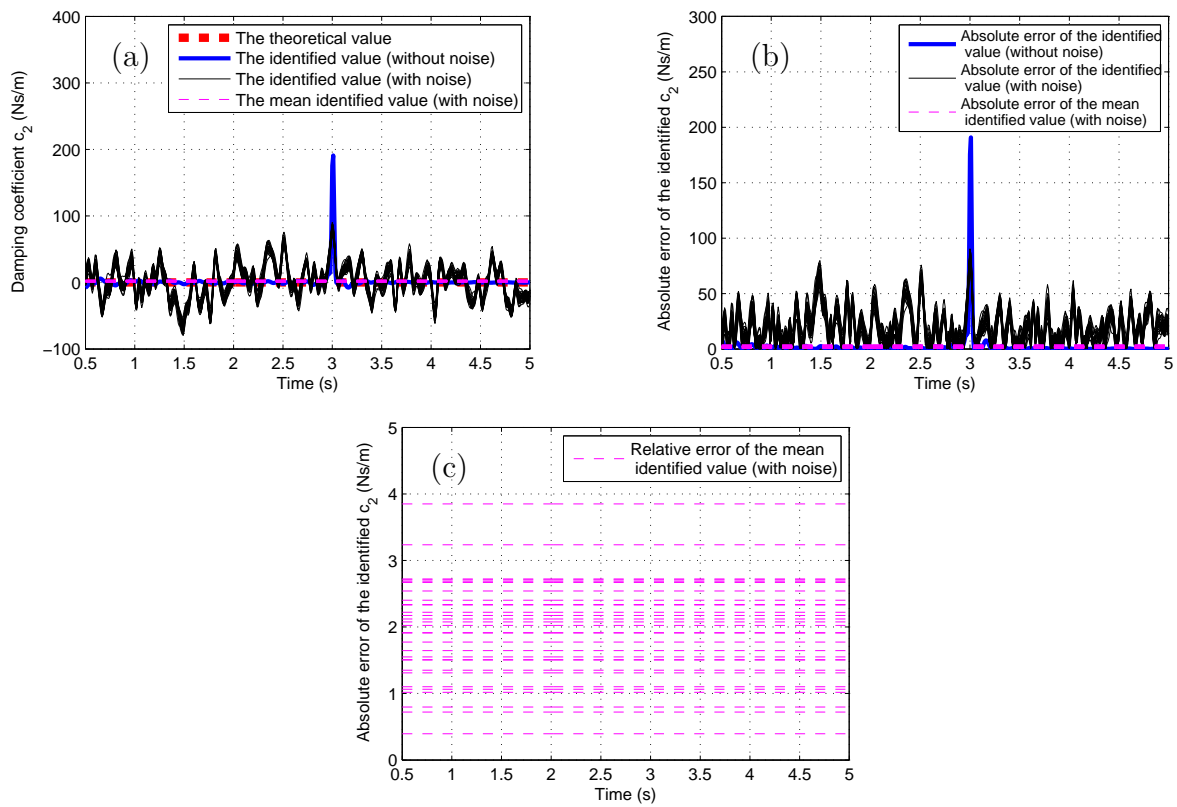 (a)
The theoretical value
The identified value (without noise)
The identified value (with noise)
The mean identified value (with noise)
Damping coefficient c2 (Ns/m)
400
300
200
100
0
−100
0.5 1 1.5 2 2.5 3 3.5 4 4.5 5
Time (s)
(b)
Absolute error of the identified
value (without noise)
Absolute error of the identified
value (with noise)
Absolute error of the mean
identified value (with noise)
Absolute error of the identified c2 (Ns/m)
300
250
200
150
100
50
0
0.5 1 1.5 2 2.5 3 3.5 4 4.5 5
Time (s)
(c)
Relative error of the mean
identified value (with noise)
Absolute error of the identified c2 (Ns/m)
5
4
3
2
1
0
0.5 1 1.5 2 2.5 3 3.5 4 4.5 5
Time (s)